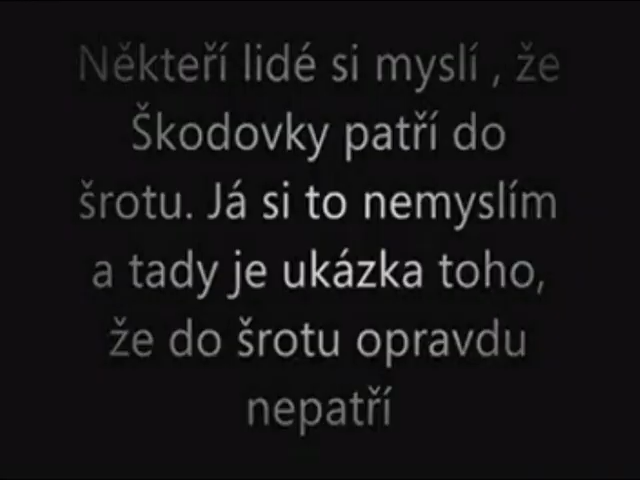 Někteří lidé si myslí , že
Škodovky patří do
šrotu. Já si to nemyslím
a tady je ukázka toho,
že do šrotu opravdu
nepatří